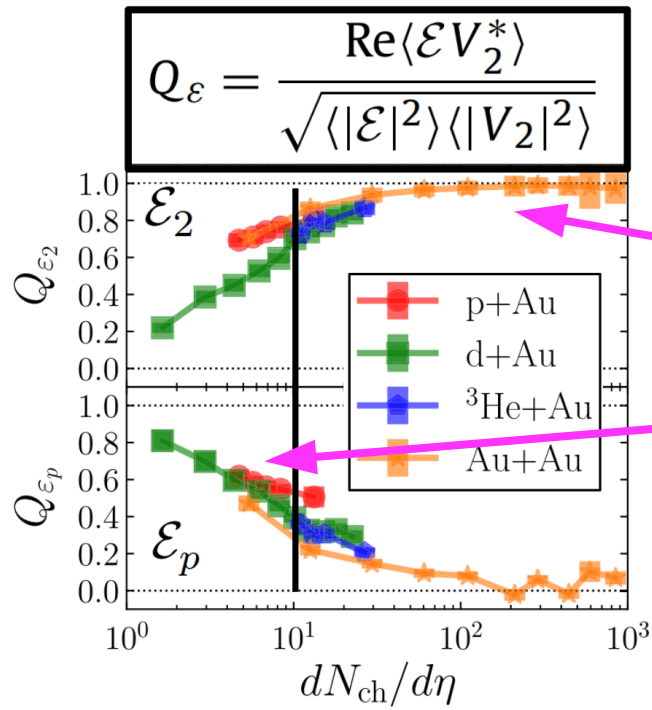 Q_ε = Re⟨ℰV₂*⟩ / √⟨|ℰ|²⟩⟨|V₂|²⟩
1.0
0.8
0.6
0.4
0.2
0.0
Q_ε₂
ℰ₂
p+Au
d+Au
³He+Au
Au+Au
1.0
0.8
0.6
0.4
0.2
0.0
Q_εp
ℰp
10⁰
10¹
10²
10³
dN_ch/dη